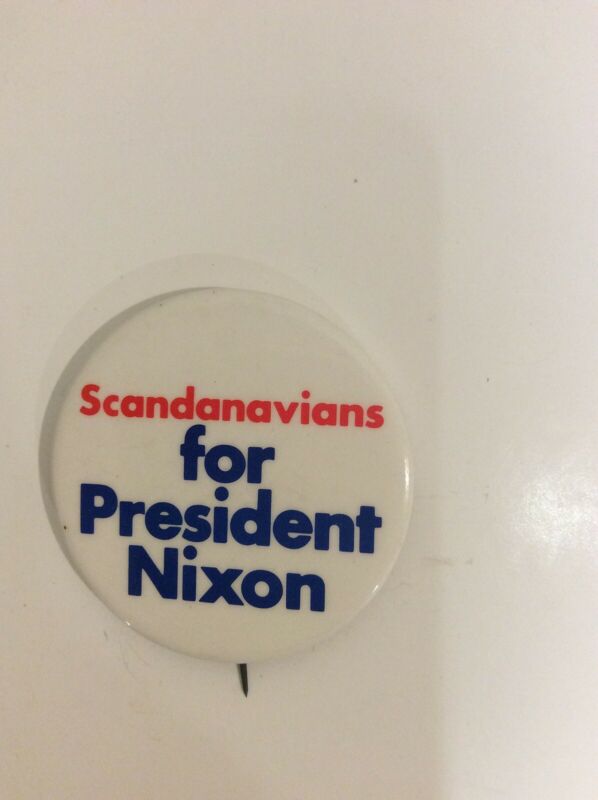 Scandanavians
for
President
Nixon